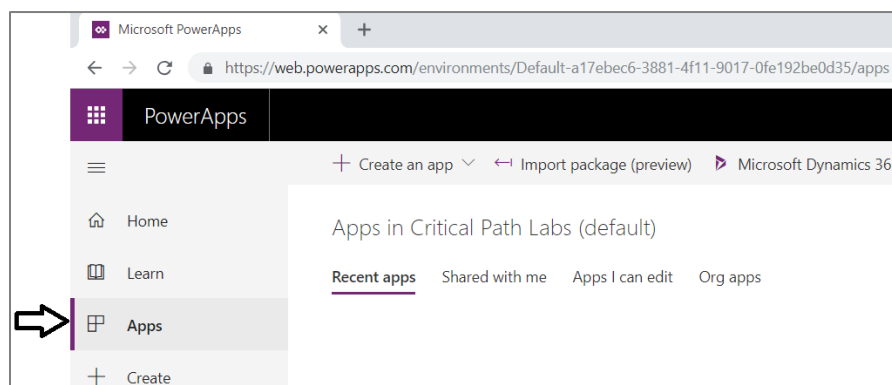 Microsoft PowerApps
https://web.powerapps.com/environments/Default-a17ebec6-3881-4f11-9017-0fe192be0d35/apps
PowerApps
Create an app Import package (preview) Microsoft Dynamics 36
Home
Apps in Critical Path Labs (default)
Learn
Recent apps Shared with me Apps I can edit Org apps
Apps
Create